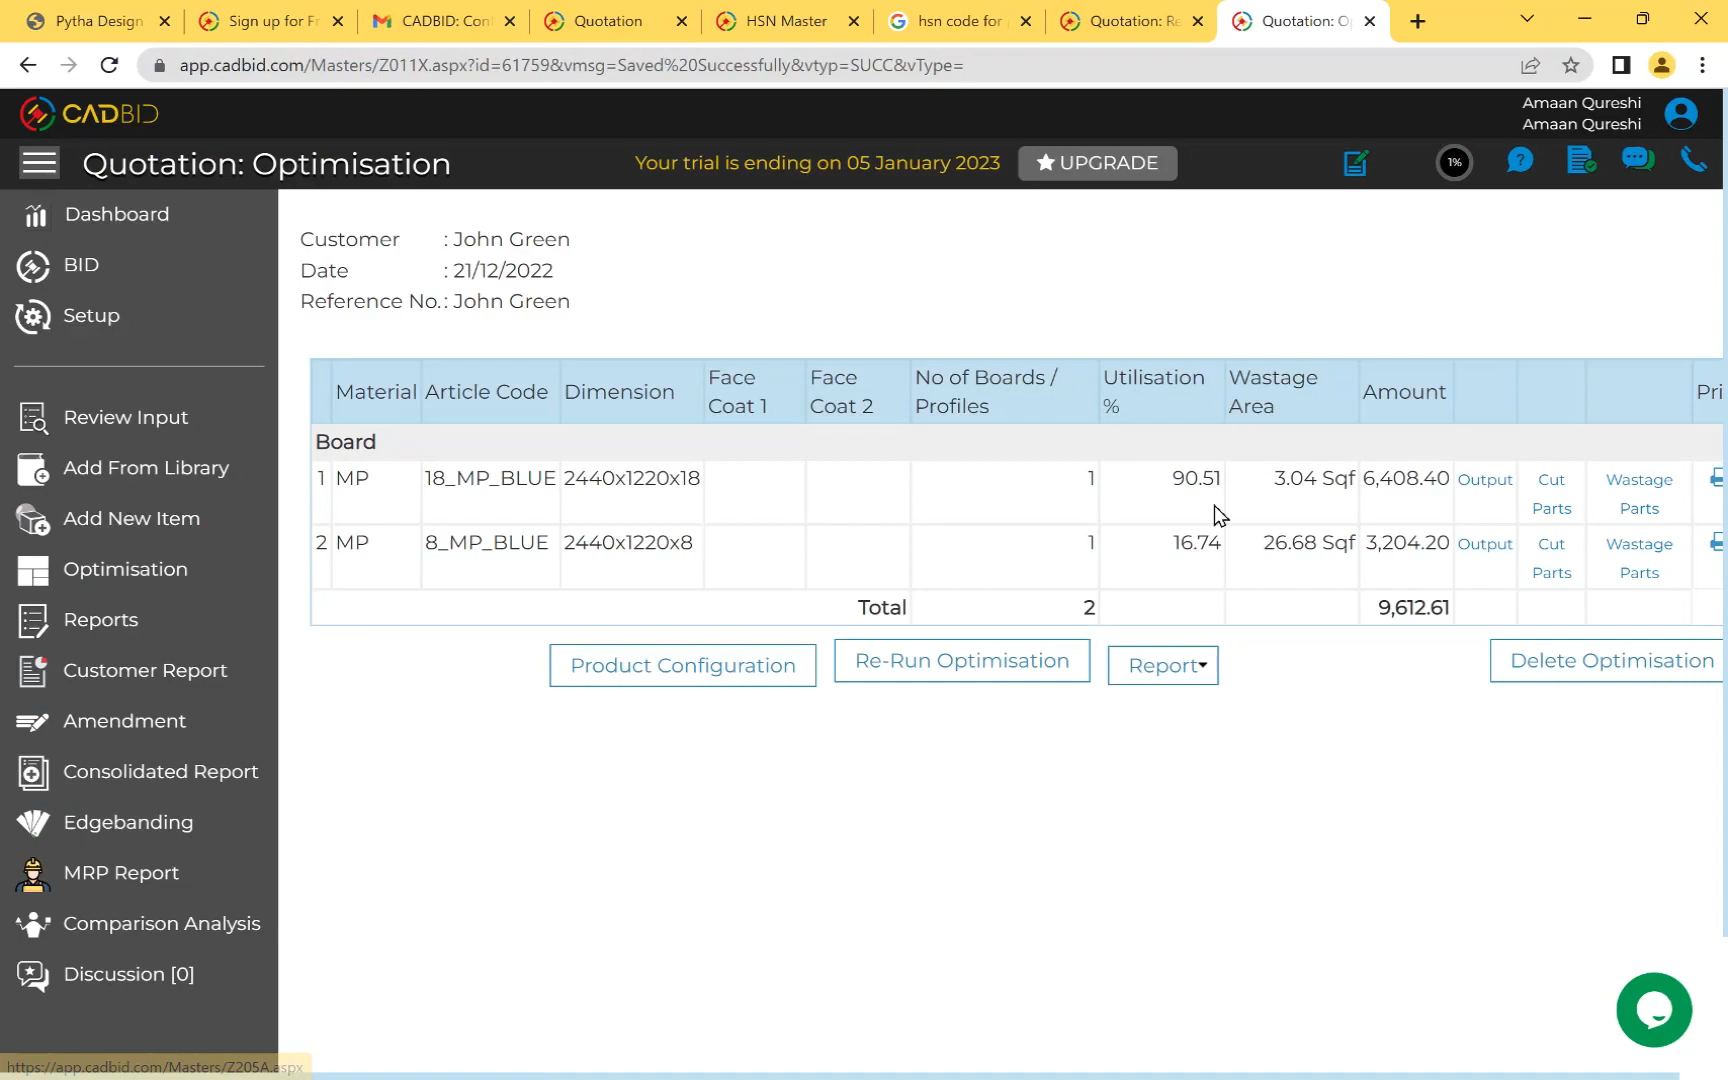 Pytha Design
Sign up for Fr
CADBID: Con
Quotation
HSN Master
hsn code for
Quotation: Re
Quotation: O
app.cadbid.com/Masters/Z011X.aspx?id=61759&vmsg=Saved%20Successfully&vtyp=SUCC&vType=
CADBID
Amaan Qureshi
Amaan Qureshi
Quotation: Optimisation
Your trial is ending on 05 January 2023
UPGRADE
1%
Dashboard
BID
Setup
Review Input
Add From Library
Add New Item
Optimisation
Reports
Customer Report
Amendment
Consolidated Report
Edgebanding
MRP Report
Comparison Analysis
Discussion [0]
Customer : John Green
Date : 21/12/2022
Reference No.: John Green
Material Article Code Dimension Face Coat 1 Face Coat 2 No of Boards / Profiles Utilisation % Wastage Area Amount Pri
Board
1 MP 18_MP_BLUE 2440x1220x18 1 90.51 3.04 Sqf 6,408.40 Output Cut Parts Wastage Parts
2 MP 8_MP_BLUE 2440x1220x8 1 16.74 26.68 Sqf 3,204.20 Output Cut Parts Wastage Parts
Total 2 9,612.61
Product Configuration
Re-Run Optimisation
Report
Delete Optimisation
https://app.cadbid.com/Masters/Z205A.aspx